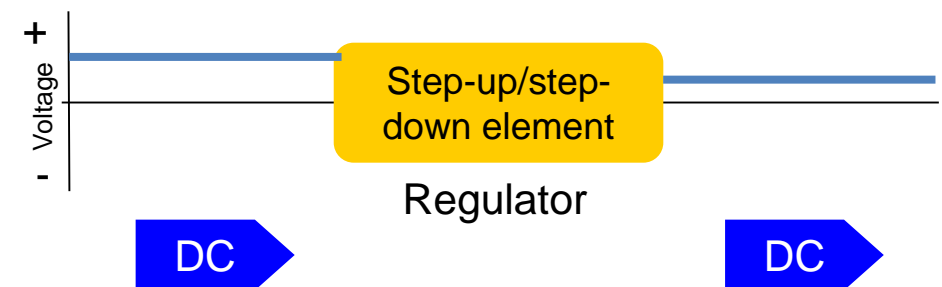 +
Voltage
-
Step-up/step-
down element
Regulator
DC
DC